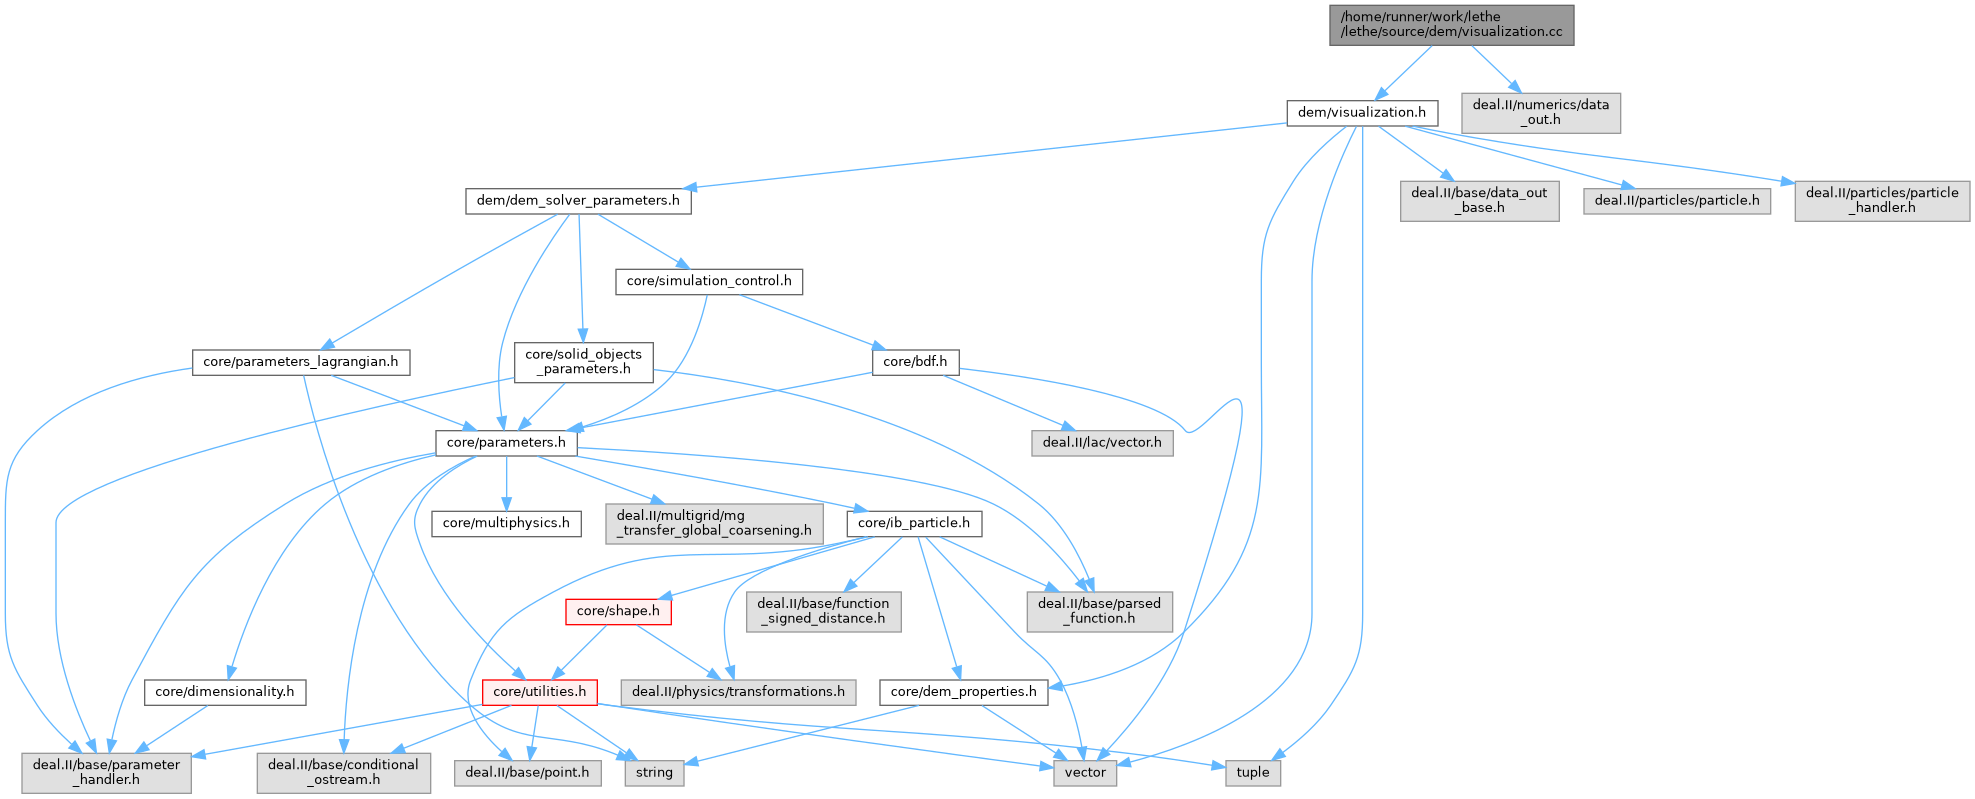 /home/runner/work/lethe
/lethe/source/dem/visualization.cc
dem/visualization.h
deal.II/numerics/data
_out.h
dem/dem_solver_parameters.h
deal.II/base/data_out
_base.h
deal.II/particles/particle.h
deal.II/particles/particle
_handler.h
core/simulation_control.h
core/parameters_lagrangian.h
core/solid_objects
_parameters.h
core/bdf.h
core/parameters.h
deal.II/lac/vector.h
core/multiphysics.h
deal.II/multigrid/mg
_transfer_global_coarsening.h
core/ib_particle.h
core/shape.h
deal.II/base/function
_signed_distance.h
deal.II/base/parsed
_function.h
core/dimensionality.h
core/utilities.h
deal.II/physics/transformations.h
core/dem_properties.h
deal.II/base/parameter
_handler.h
deal.II/base/conditional
_ostream.h
deal.II/base/point.h
string
vector
tuple